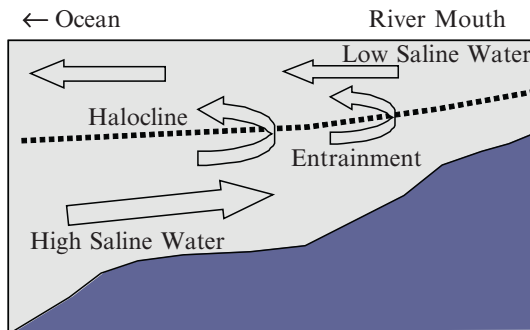 ← Ocean River Mouth
Low Saline Water
Halocline
Entrainment
High Saline Water